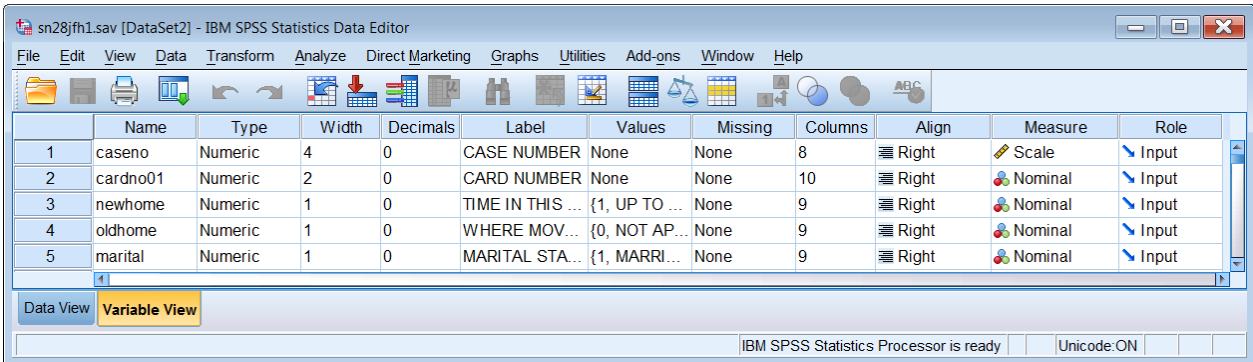 sn28jfh1.sav [DataSet2] - IBM SPSS Statistics Data Editor
File Edit View Data Transform Analyze Direct Marketing Graphs Utilities Add-ons Window Help
Name Type Width Decimals Label Values Missing Columns Align Measure Role
1 caseno Numeric 4 0 CASE NUMBER None None 8 Right Scale Input
2 cardno01 Numeric 2 0 CARD NUMBER None None 10 Right Nominal Input
3 newhome Numeric 1 0 TIME IN THIS ... {1, UP TO ... None 9 Right Nominal Input
4 oldhome Numeric 1 0 WHERE MOV... {0, NOT AP... None 9 Right Nominal Input
5 marital Numeric 1 0 MARITAL STA... {1, MARRI... None 9 Right Nominal Input
Data View Variable View
IBM SPSS Statistics Processor is ready Unicode:ON